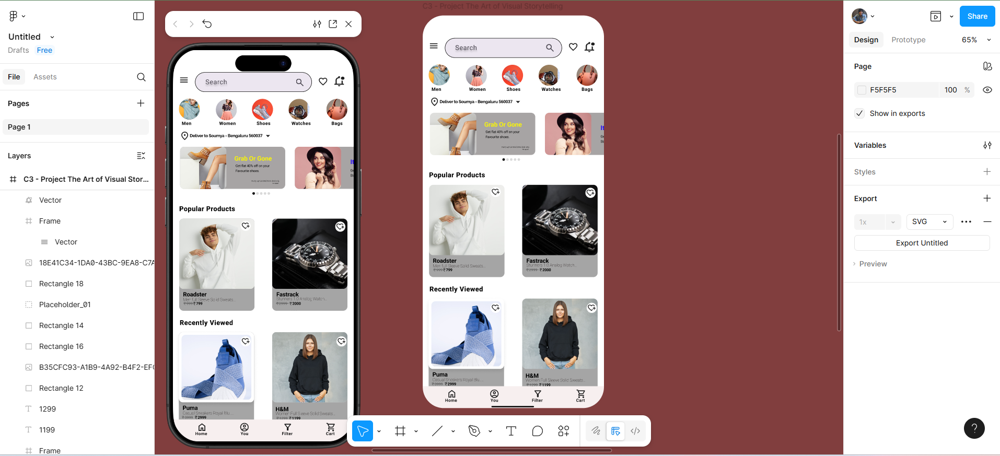 Untitled
Drafts Free
File Assets
Pages
Page 1
Layers
C3 - Project The Art of Visual Stor...
Vector
Frame
Vector
18E41C34-1DA0-43BC-9EA8-C7A
Rectangle 18
Placeholder_01
Rectangle 14
Rectangle 16
B35CFC93-A1B9-4A92-B4F2-EF
Rectangle 12
1299
1199
Frame
Search
Men Women Shoes Watches Bags
Deliver to Soumya - Bengaluru 560037
Grab Or Gone
Get flat 40% off on your
Favourite shoes.
Popular Products
Roadster
Men full Sleeve Solid Sweats...
₹999 ₹799
Fastrack
Stunners 1.0 Analog Watch...
₹2999 ₹2000
Recently Viewed
Puma
Casual Sneakers Royal Blu...
₹3999 ₹2999
H&M
Women Full Sleeve Solid Sweats...
₹1299 ₹1199
Home You Filter Cart
C3 - Project The Art of Visual Storytelling
Search
Men Women Shoes Watches Bags
Deliver to Soumya - Bengaluru 560037
Grab Or Gone
Get flat 40% off on your
Favourite shoes.
Popular Products
Roadster
Men full Sleeve Solid Sweats...
₹999 ₹799
Fastrack
Stunners 1.0 Analog Watch...
₹2999 ₹2000
Recently Viewed
Puma
Casual Sneakers Royal Blu...
₹3999 ₹2999
H&M
Women Full Sleeve Solid Sweats...
₹1299 ₹1199
Home You Filter Cart
Share
Design Prototype 65%
Page
F5F5F5 100 %
Show in exports
Variables
Styles
Export
1x SVG
Export Untitled
Preview